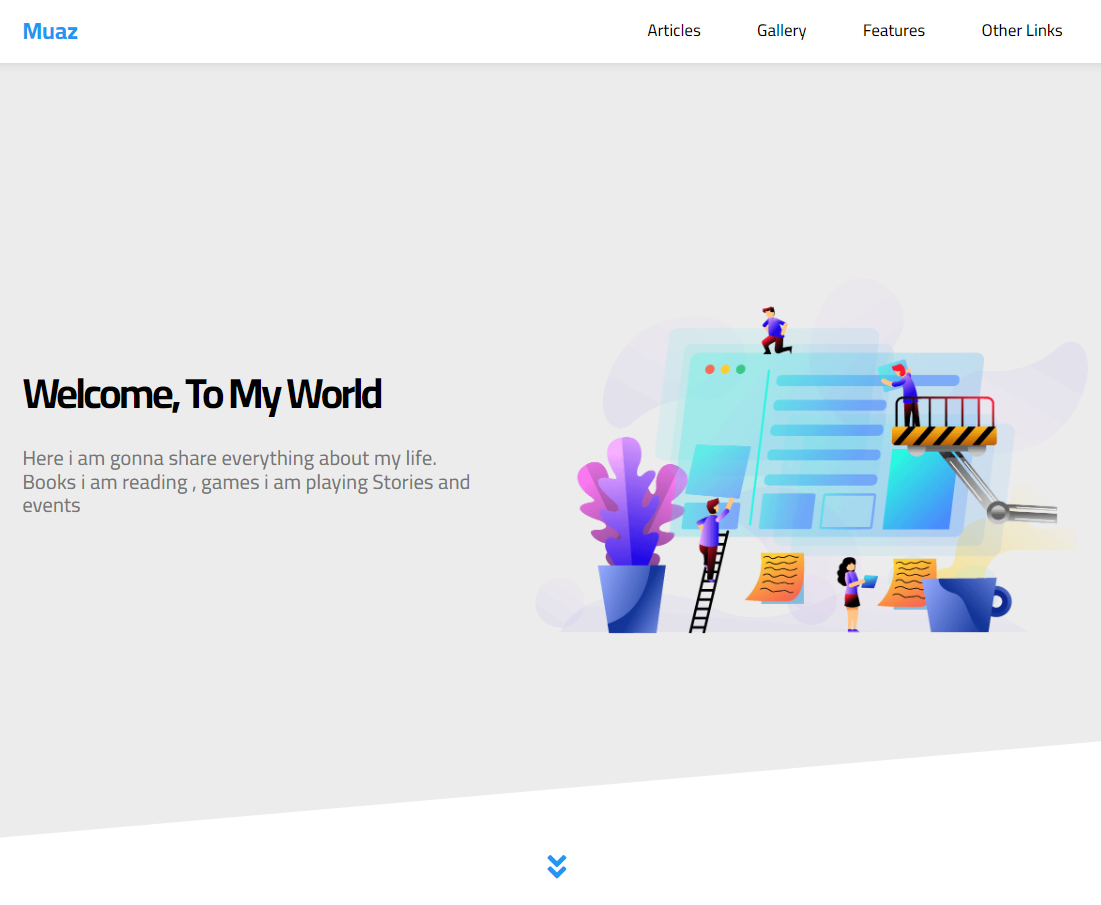 Muaz
Articles
Gallery
Features
Other Links
Welcome, To My World
Here i am gonna share everything about my life.
Books i am reading , games i am playing Stories and
events